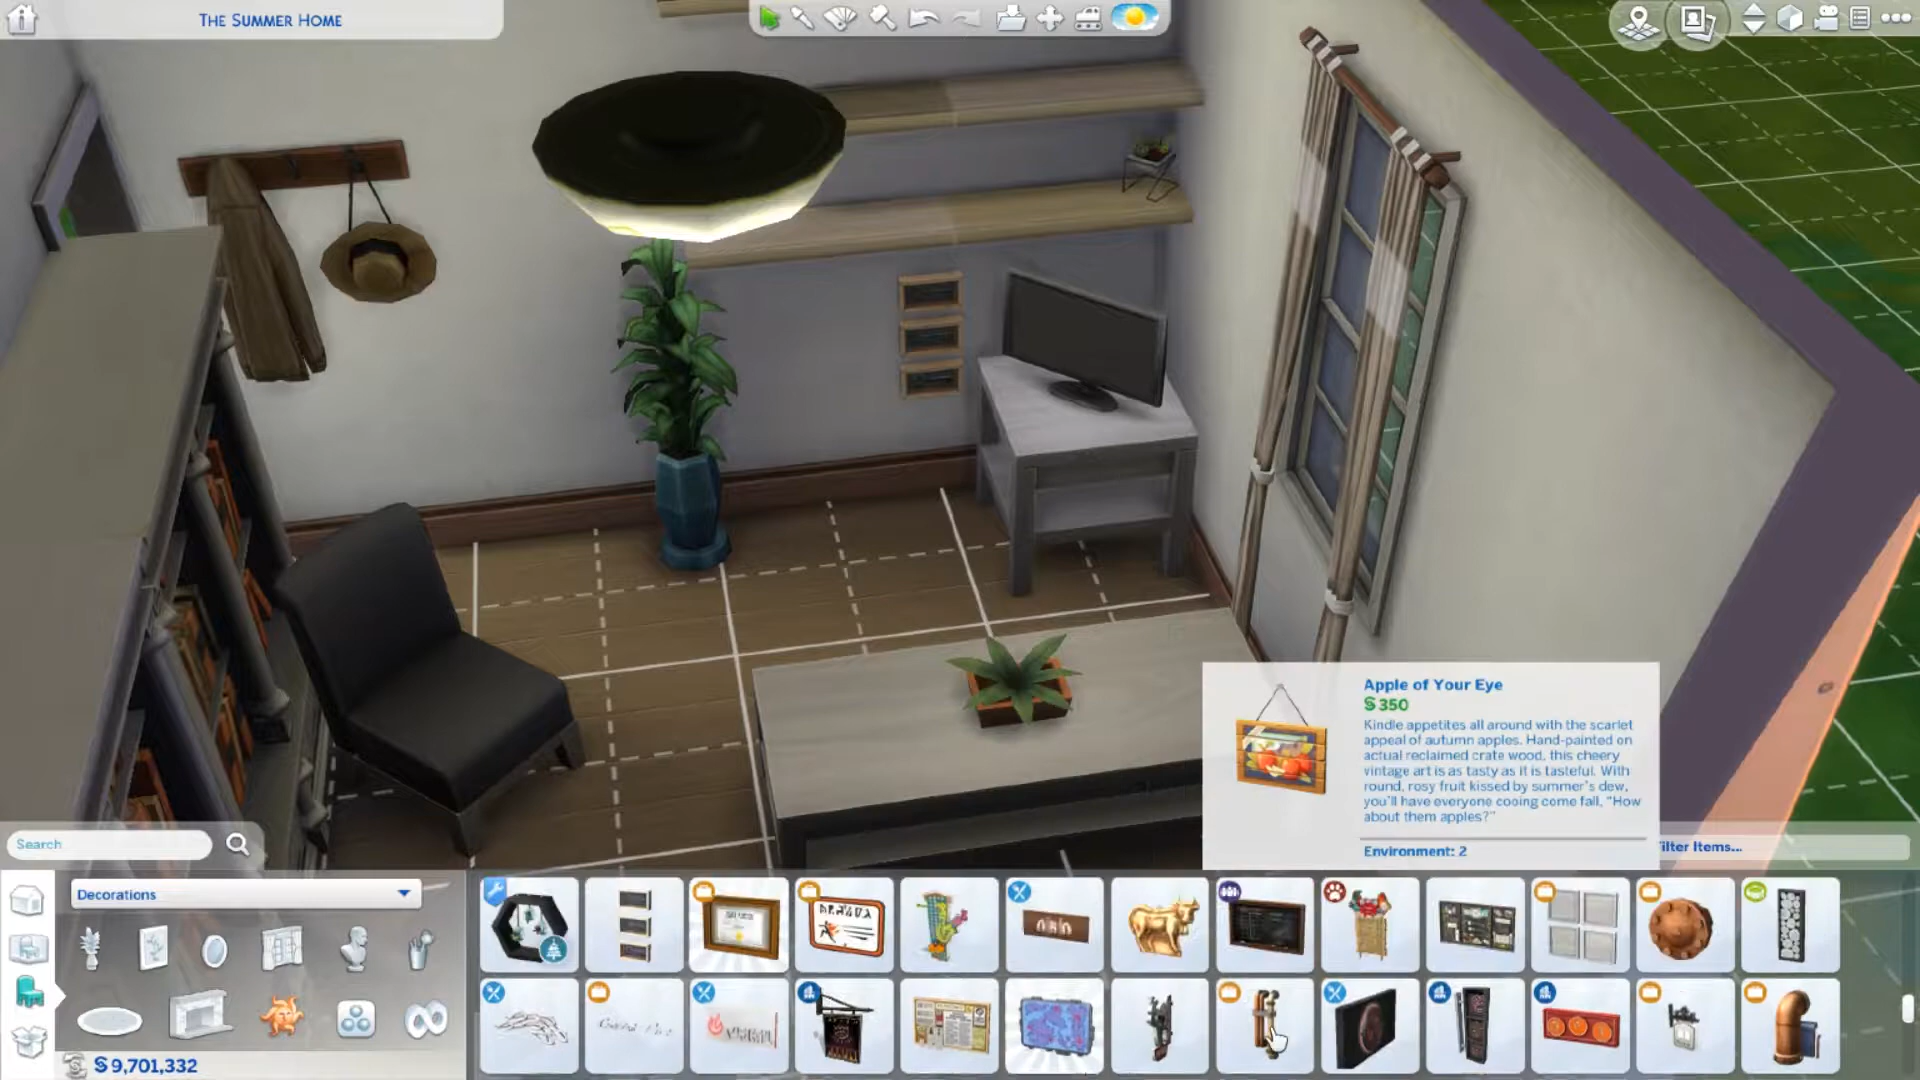 THE SUMMER HOME
Apple of Your Eye
§350
Kindle appetites all around with the scarlet
appeal of autumn apples. Hand-painted on
actual reclaimed crate wood, this cheery
vintage art is as tasty as it is tasteful. With
round, rosy fruit kissed by summer's dew,
you'll have everyone cooing come fall, "How
about them apples?"
Environment: 2
Search
ilter Items...
Decorations
§9,701,332